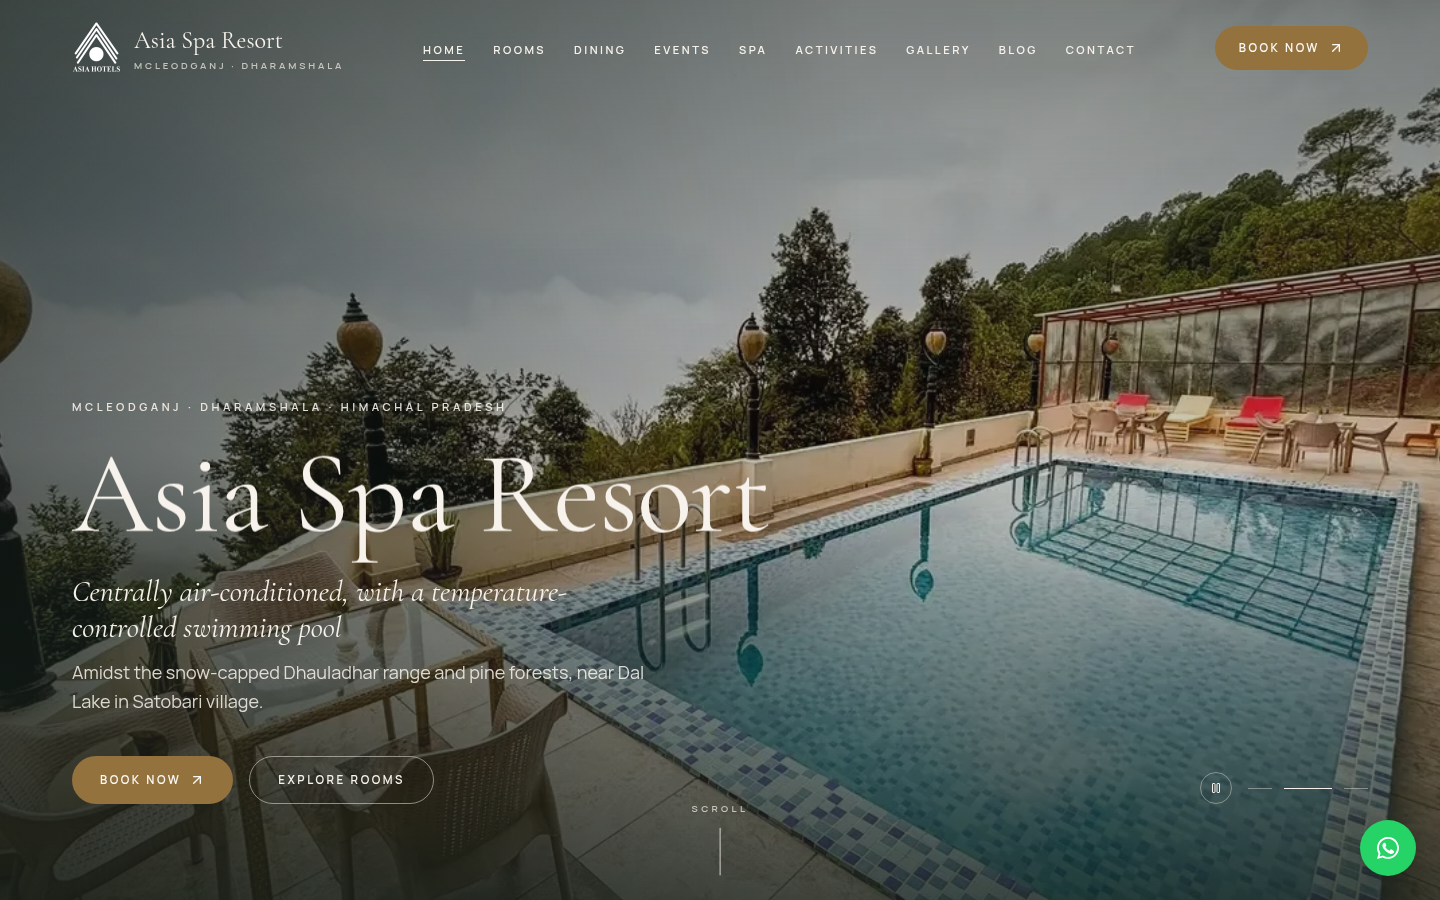 ASIA HOTELS
Asia Spa Resort
MCLEODGANJ · DHARAMSHALA
HOME
ROOMS
DINING
EVENTS
SPA
ACTIVITIES
GALLERY
BLOG
CONTACT
BOOK NOW
MCLEODGANJ · DHARAMSHALA · HIMACHAL PRADESH
Asia Spa Resort
Centrally air-conditioned, with a temperature-
controlled swimming pool
Amidst the snow-capped Dhauladhar range and pine forests, near Dal
Lake in Satobari village.
BOOK NOW
EXPLORE ROOMS
SCROLL